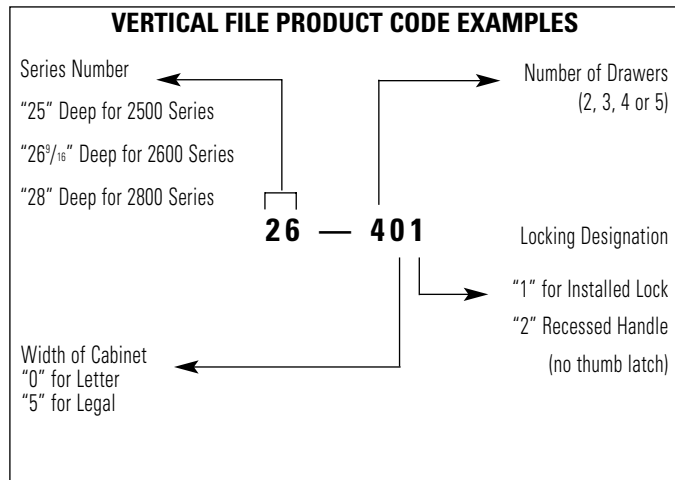 VERTICAL FILE PRODUCT CODE EXAMPLES
Series Number
“25” Deep for 2500 Series
“26⁹/₁₆” Deep for 2600 Series
“28” Deep for 2800 Series
Number of Drawers
(2, 3, 4 or 5)
26 — 401
Locking Designation
“1” for Installed Lock
“2” Recessed Handle
(no thumb latch)
Width of Cabinet
“0” for Letter
“5” for Legal